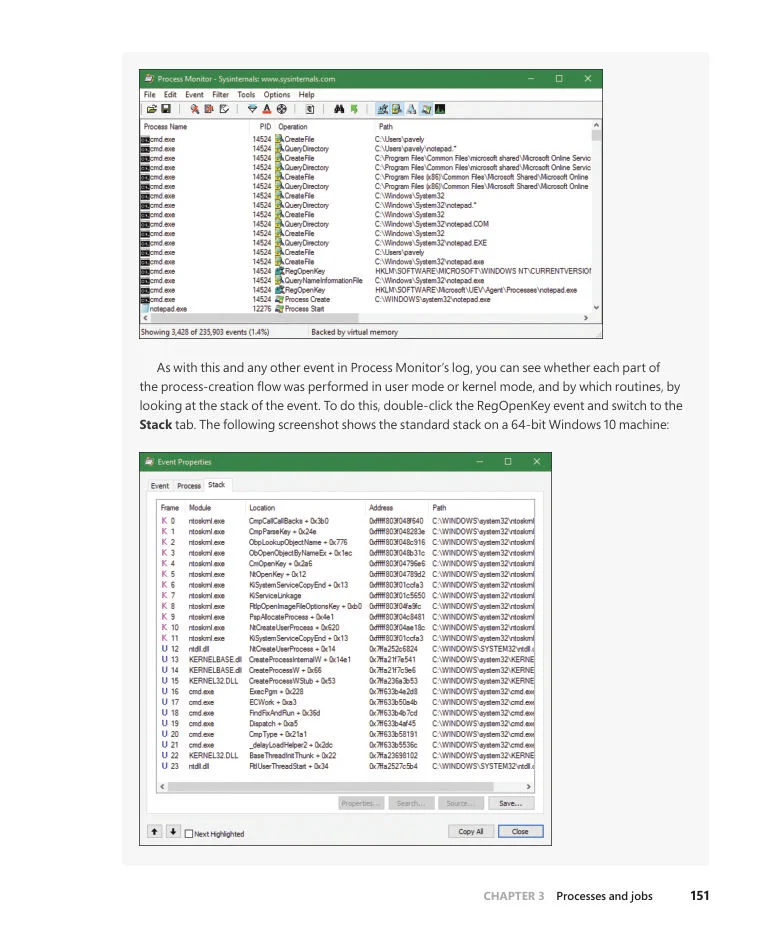 Process Monitor - Sysinternals: www.sysinternals.com
File Edit Event Filter Tools Options Help
Process Name PID Operation Path
cmd.exe 14524 CreateFile C:\Users\pavely
cmd.exe 14524 QueryDirectory C:\Users\pavely\notepad.*
cmd.exe 14524 CreateFile C:\Program Files\Common Files\microsoft shared\Microsoft Online Servic
cmd.exe 14524 QueryDirectory C:\Program Files\Common Files\microsoft shared\Microsoft Online Servic
cmd.exe 14524 CreateFile C:\Program Files (x86)\Common Files\Microsoft Shared\Microsoft Online
cmd.exe 14524 QueryDirectory C:\Program Files (x86)\Common Files\Microsoft Shared\Microsoft Online
cmd.exe 14524 CreateFile C:\Windows\System32
cmd.exe 14524 QueryDirectory C:\Windows\System32\notepad.*
cmd.exe 14524 CreateFile C:\Windows\System32
cmd.exe 14524 QueryDirectory C:\Windows\System32\notepad.COM
cmd.exe 14524 CreateFile C:\Windows\System32
cmd.exe 14524 QueryDirectory C:\Windows\System32\notepad.EXE
cmd.exe 14524 CreateFile C:\Users\pavely
cmd.exe 14524 CreateFile C:\Windows\System32\notepad.exe
cmd.exe 14524 RegOpenKey HKLM\SOFTWARE\MICROSOFT\WINDOWS NT\CURRENTVERSION
cmd.exe 14524 QueryNameInformationFile C:\Windows\System32\notepad.exe
cmd.exe 14524 RegOpenKey HKLM\SOFTWARE\Microsoft\UEV\Agent\Processes\notepad.exe
cmd.exe 14524 Process Create C:\WINDOWS\system32\notepad.exe
notepad.exe 12276 Process Start
Showing 3,428 of 235,903 events (1.4%) Backed by virtual memory
As with this and any other event in Process Monitor's log, you can see whether each part of
the process-creation flow was performed in user mode or kernel mode, and by which routines, by
looking at the stack of the event. To do this, double-click the RegOpenKey event and switch to the
Stack tab. The following screenshot shows the standard stack on a 64-bit Windows 10 machine:
Event Properties
Event Process Stack
Frame Module Location Address Path
K 0 ntoskrnl.exe CmpCallCallBacks + 0x3b0 0xfffff803f048f640 C:\WINDOWS\system32\ntoskrnl
K 1 ntoskrnl.exe CmpParseKey + 0x24e 0xfffff803f048283e C:\WINDOWS\system32\ntoskrnl
K 2 ntoskrnl.exe ObpLookupObjectName + 0x776 0xfffff803f048c916 C:\WINDOWS\system32\ntoskrnl
K 3 ntoskrnl.exe ObOpenObjectByNameEx + 0x1ec 0xfffff803f048b31c C:\WINDOWS\system32\ntoskrnl
K 4 ntoskrnl.exe CmOpenKey + 0x2a6 0xfffff803f04796e6 C:\WINDOWS\system32\ntoskrnl
K 5 ntoskrnl.exe NtOpenKey + 0x12 0xfffff803f04789d2 C:\WINDOWS\system32\ntoskrnl
K 6 ntoskrnl.exe KiSystemServiceCopyEnd + 0x13 0xfffff803f01ccfa3 C:\WINDOWS\system32\ntoskrnl
K 7 ntoskrnl.exe KiServiceLinkage 0xfffff803f01c5650 C:\WINDOWS\system32\ntoskrnl
K 8 ntoskrnl.exe RtlpOpenImageFileOptionsKey + 0xb0 0xfffff803f04fa9fc C:\WINDOWS\system32\ntoskrnl
K 9 ntoskrnl.exe PspAllocateProcess + 0x4e1 0xfffff803f04c8481 C:\WINDOWS\system32\ntoskrnl
K 10 ntoskrnl.exe NtCreateUserProcess + 0x620 0xfffff803f04ae18c C:\WINDOWS\system32\ntoskrnl
K 11 ntoskrnl.exe KiSystemServiceCopyEnd + 0x13 0xfffff803f01ccfa3 C:\WINDOWS\system32\ntoskrnl
U 12 ntdll.dll NtCreateUserProcess + 0x14 0x7ffa252c6824 C:\WINDOWS\SYSTEM32\ntdll.d
U 13 KERNELBASE.dll CreateProcessInternalW + 0x14e1 0x7ffa21f7e541 C:\WINDOWS\system32\KERNE
U 14 KERNELBASE.dll CreateProcessW + 0x66 0x7ffa21f7c9e6 C:\WINDOWS\system32\KERNE
U 15 KERNEL32.DLL CreateProcessWStub + 0x53 0x7ffa236a3b53 C:\WINDOWS\system32\KERNE
U 16 cmd.exe ExecPgm + 0x228 0x7ff633b4e2d8 C:\WINDOWS\system32\cmd.exe
U 17 cmd.exe ECWork + 0xa3 0x7ff633b50a4b C:\WINDOWS\system32\cmd.exe
U 18 cmd.exe FindFixAndRun + 0x36d 0x7ff633b4b7cd C:\WINDOWS\system32\cmd.exe
U 19 cmd.exe Dispatch + 0xa5 0x7ff633b4af45 C:\WINDOWS\system32\cmd.exe
U 20 cmd.exe CmpType + 0x21a1 0x7ff633b58191 C:\WINDOWS\system32\cmd.exe
U 21 cmd.exe _delayLoadHelper2 + 0x2dc 0x7ff633b5536c C:\WINDOWS\system32\cmd.exe
U 22 KERNEL32.DLL BaseThreadInitThunk + 0x22 0x7ffa23698102 C:\WINDOWS\system32\KERNE
U 23 ntdll.dll RtlUserThreadStart + 0x34 0x7ffa2527c5b4 C:\WINDOWS\SYSTEM32\ntdll.d
Properties... Search... Source... Save...
Next Highlighted Copy All Close
CHAPTER 3 Processes and jobs 151